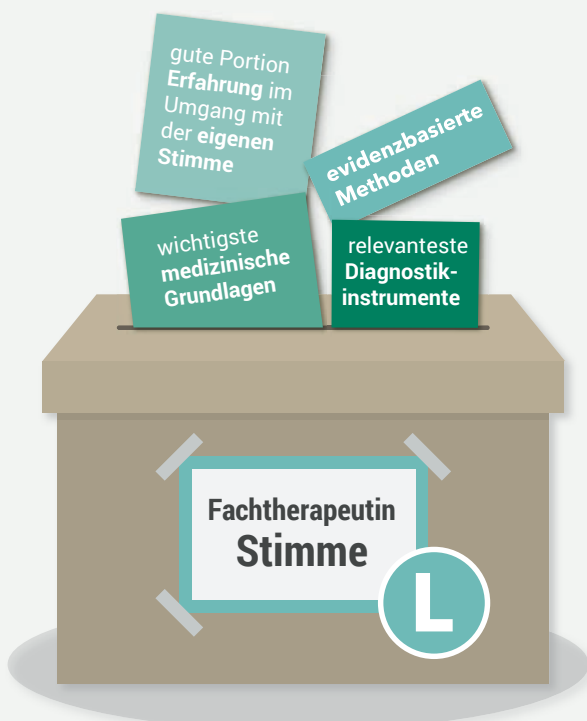 gute Portion
Erfahrung im
Umgang mit
der eigenen
Stimme
evidenzbasierte
Methoden
wichtigste
medizinische
Grundlagen
relevanteste
Diagnostik-
instrumente
Fachtherapeutin
Stimme
L